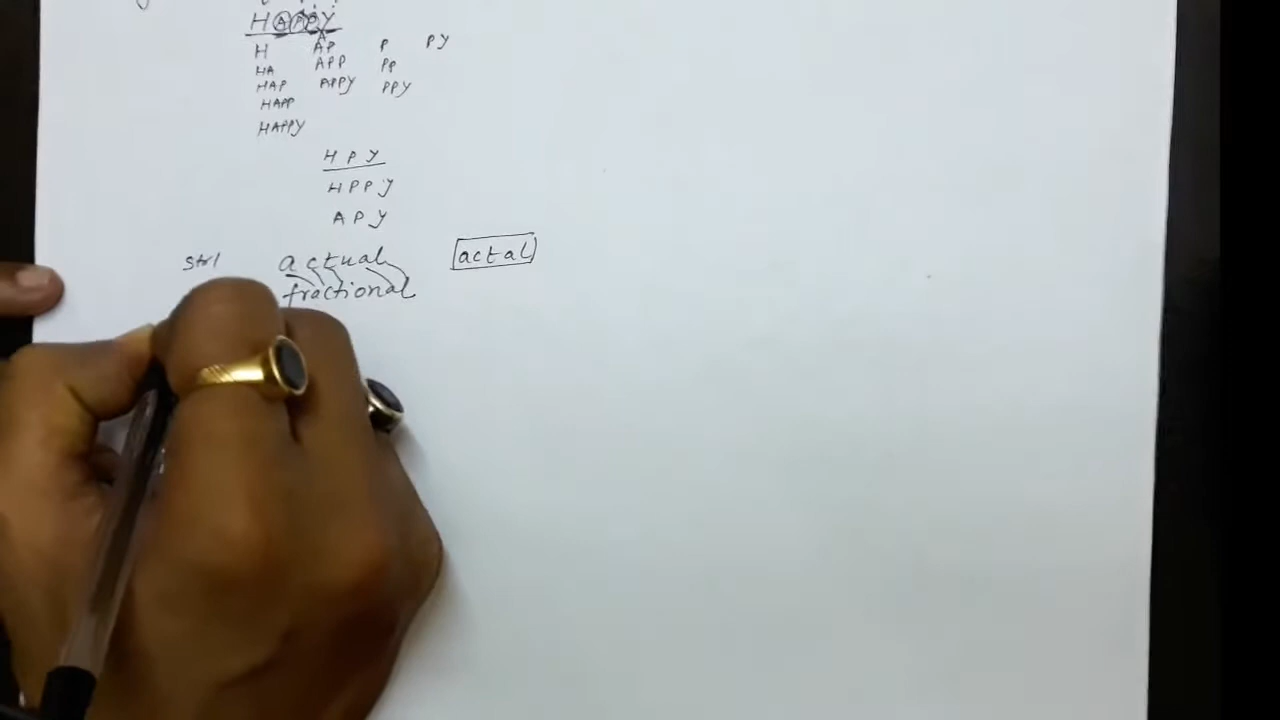 HAPPY
H AP P PY
HA APP PP
HAP APPY PPY
HAPP
HAPPY
HPY
HPPY
APY
str1 actual actal
fractional